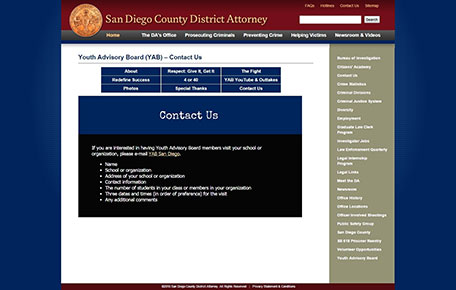 FAQs Hotlines Contact Us Sitemap
San Diego County District Attorney
Search
Home The DA's Office Prosecuting Criminals Preventing Crime Helping Victims Newsroom & Videos
Youth Advisory Board (YAB) – Contact Us
About Respect: Give It, Get It The Fight
Redefine Success 4 or 40 YAB YouTube & Outtakes
Photos Special Thanks Contact Us
Contact Us
If you are interested in having Youth Advisory Board members visit your school or
organization, please e-mail YAB San Diego.
• Name
• School or organization
• Address of your school or organization
• Contact information
• The number of students in your class or members in your organization
• Three dates and times (in order of preference) for the visit
• Any additional comments
Bureau of Investigation
Citizens' Academy
Contact Us
Crime Statistics
Criminal Divisions
Criminal Justice System
Diversity
Employment
Graduate Law Clerk
Program
Investigator Jobs
Law Enforcement Quarterly
Legal Internship
Program
Legal Links
Meet the DA
Newsroom
Office History
Office Locations
Officer Involved Shootings
Public Safety Group
San Diego County
SB 618 Prisoner Reentry
Volunteer Opportunities
Youth Advisory Board
San Diego County District Attorney. All Rights Reserved | Privacy Statement & Conditions